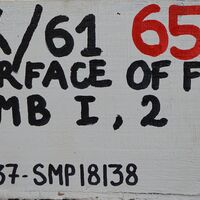 /61 65
RFACE OF F
MB I, 2
37-SMP18138